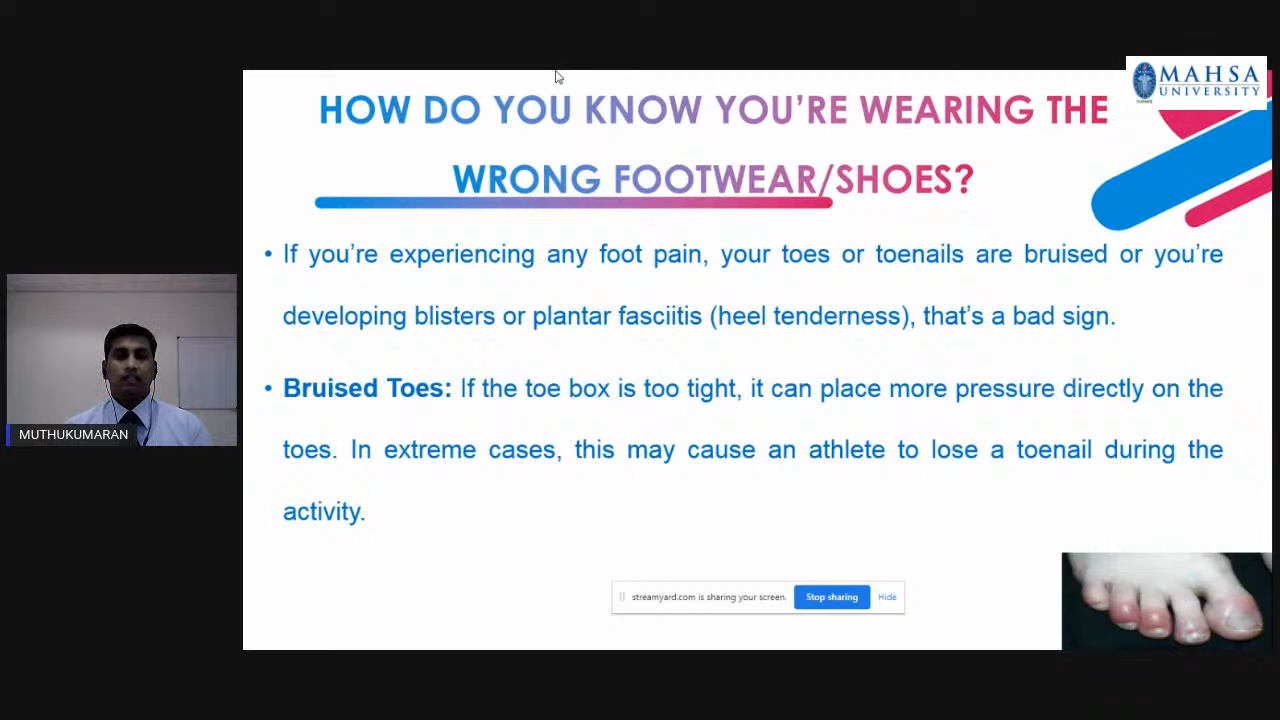 MAHSA
UNIVERSITY
HOW DO YOU KNOW YOU'RE WEARING THE
WRONG FOOTWEAR/SHOES?
• If you're experiencing any foot pain, your toes or toenails are bruised or you're
developing blisters or plantar fasciitis (heel tenderness), that's a bad sign.
• Bruised Toes: If the toe box is too tight, it can place more pressure directly on the
toes. In extreme cases, this may cause an athlete to lose a toenail during the
activity.
MUTHUKUMARAN
streamyard.com is sharing your screen. Stop sharing Hide